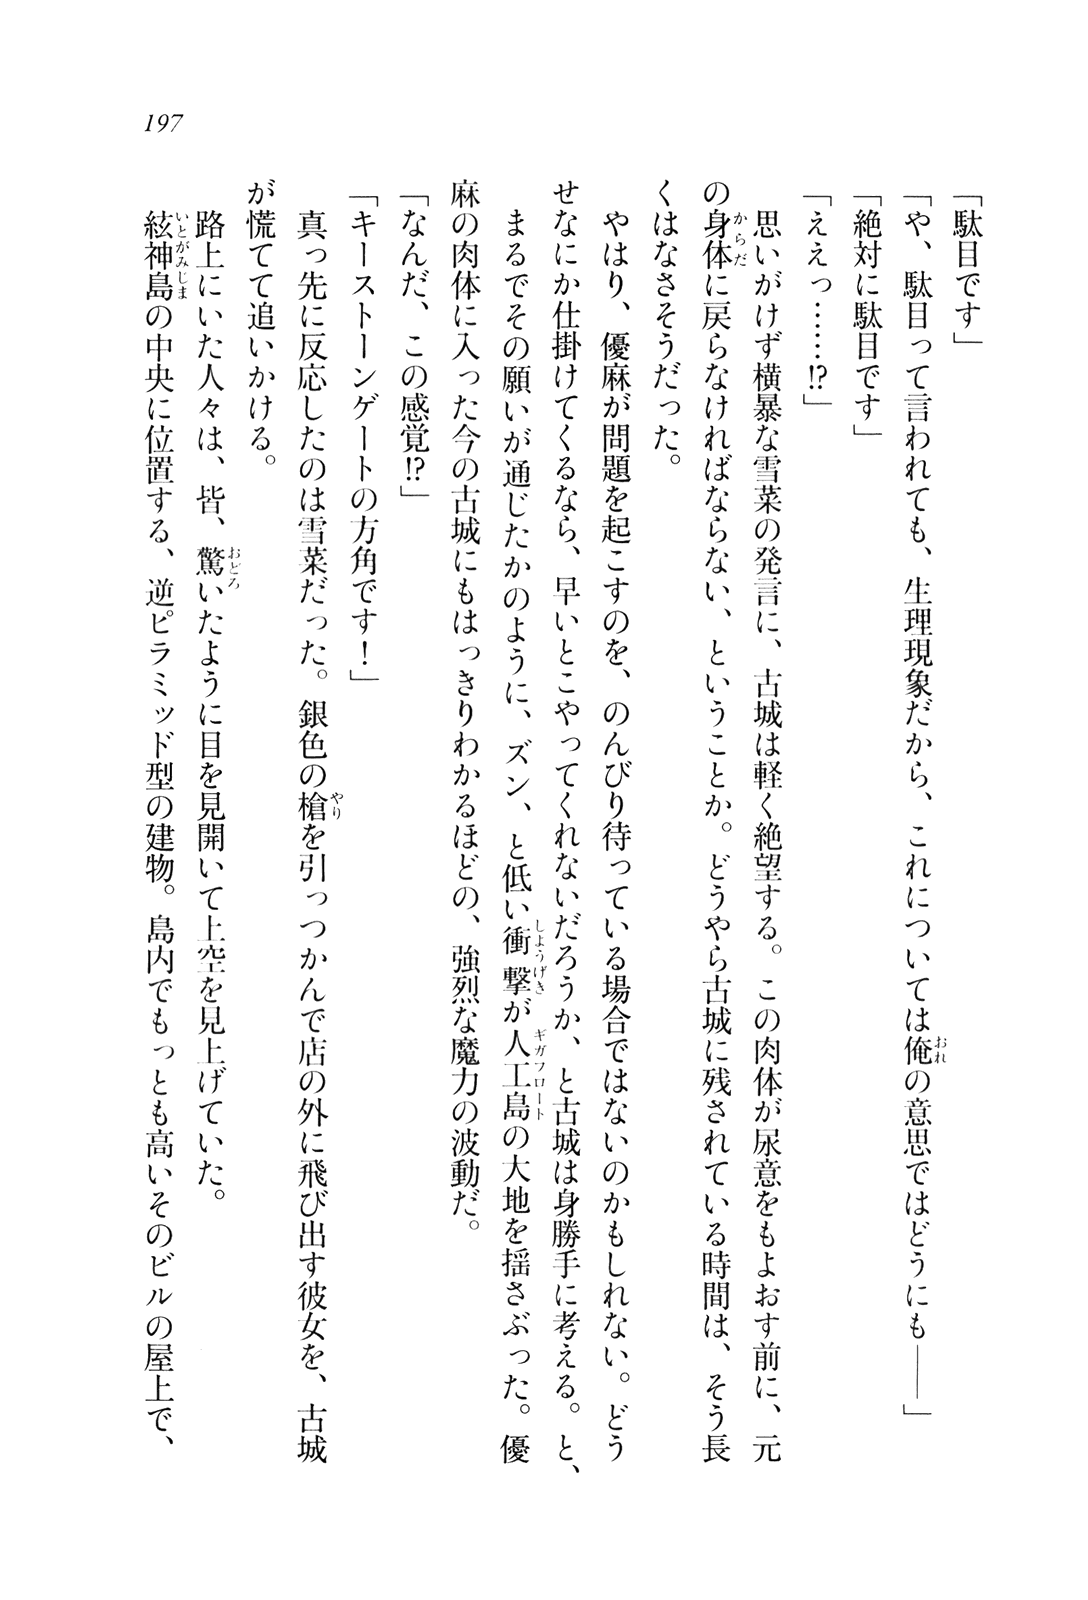 197
「駄目です」
「や、駄目って言われても、生理現象だから、これについては俺の意思ではどうにも――」
「絶対に駄目です」
「ええっ……!?」
　思いがけず横暴な雪菜の発言に、古城は軽く絶望する。この肉体が尿意をもよおす前に、元
の身体に戻らなければならない、ということか。どうやら古城に残されている時間は、そう長
くはなさそうだった。
　やはり、優麻が問題を起こすのを、のんびり待っている場合ではないのかもしれない。どう
せなにか仕掛けてくるなら、早いとこやってくれないだろうか、と古城は身勝手に考える。と、
　まるでその願いが通じたかのように、ズン、と低い衝撃が人工島の大地を揺さぶった。優
麻の肉体に入った今の古城にもはっきりわかるほどの、強烈な魔力の波動だ。
「なんだ、この感覚!?」
「キーストーンゲートの方角です！」
　真っ先に反応したのは雪菜だった。銀色の槍を引っつかんで店の外に飛び出す彼女を、古城
が慌てて追いかける。
　路上にいた人々は、皆、驚いたように目を見開いて上空を見上げていた。
　絃神島の中央に位置する、逆ピラミッド型の建物。島内でもっとも高いそのビルの屋上で、